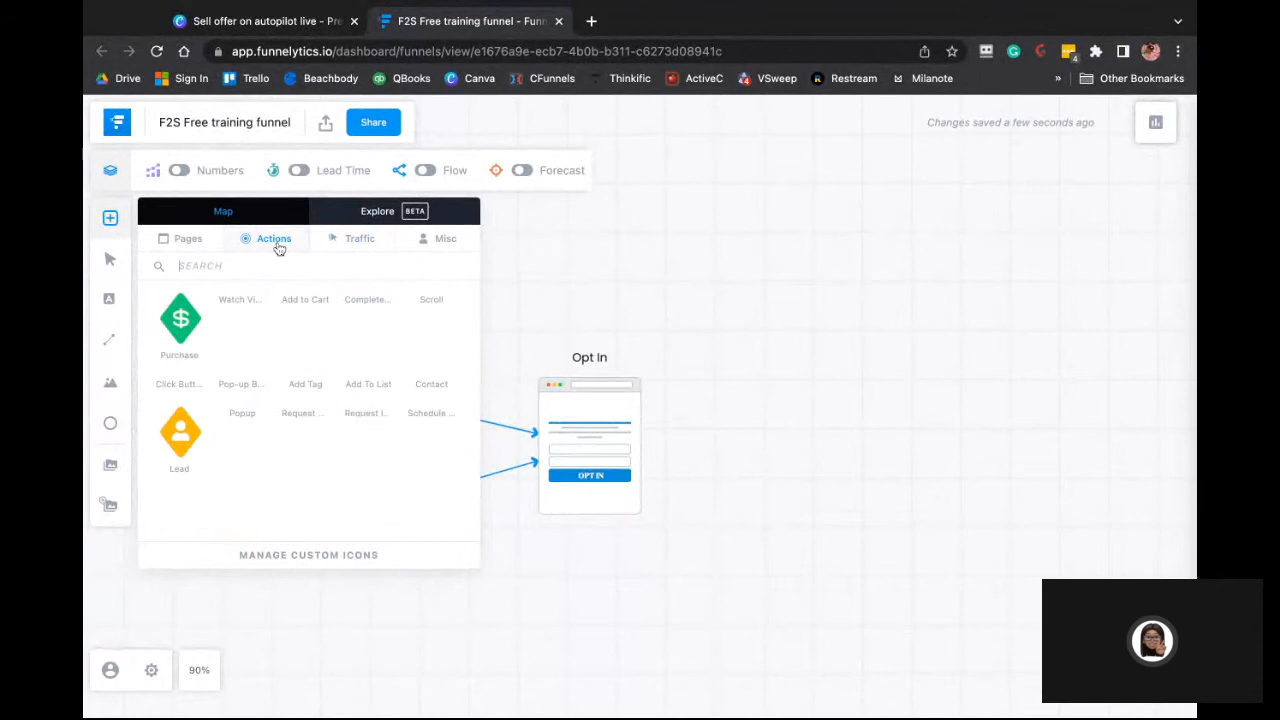 Sell offer on autopilot live - Pre
F2S Free training funnel - Funn
app.funnelytics.io/dashboard/funnels/view/e1676a9e-ecb7-4b0b-b311-c6273d08941c
Drive
Sign In
Trello
Beachbody
QBooks
Canva
CFunnels
Thinkific
ActiveC
VSweep
Restream
Milanote
»
Other Bookmarks
F2S Free training funnel
Share
Changes saved a few seconds ago
Numbers
Lead Time
Flow
Forecast
Map
Explore BETA
Pages
Actions
Traffic
Misc
SEARCH
Watch Vi...
Add to Cart
Complete...
Scroll
Purchase
Click Butt...
Pop-up B...
Add Tag
Add To List
Contact
Popup
Request ...
Request I...
Schedule ...
Lead
MANAGE CUSTOM ICONS
Opt In
OPT IN
90%